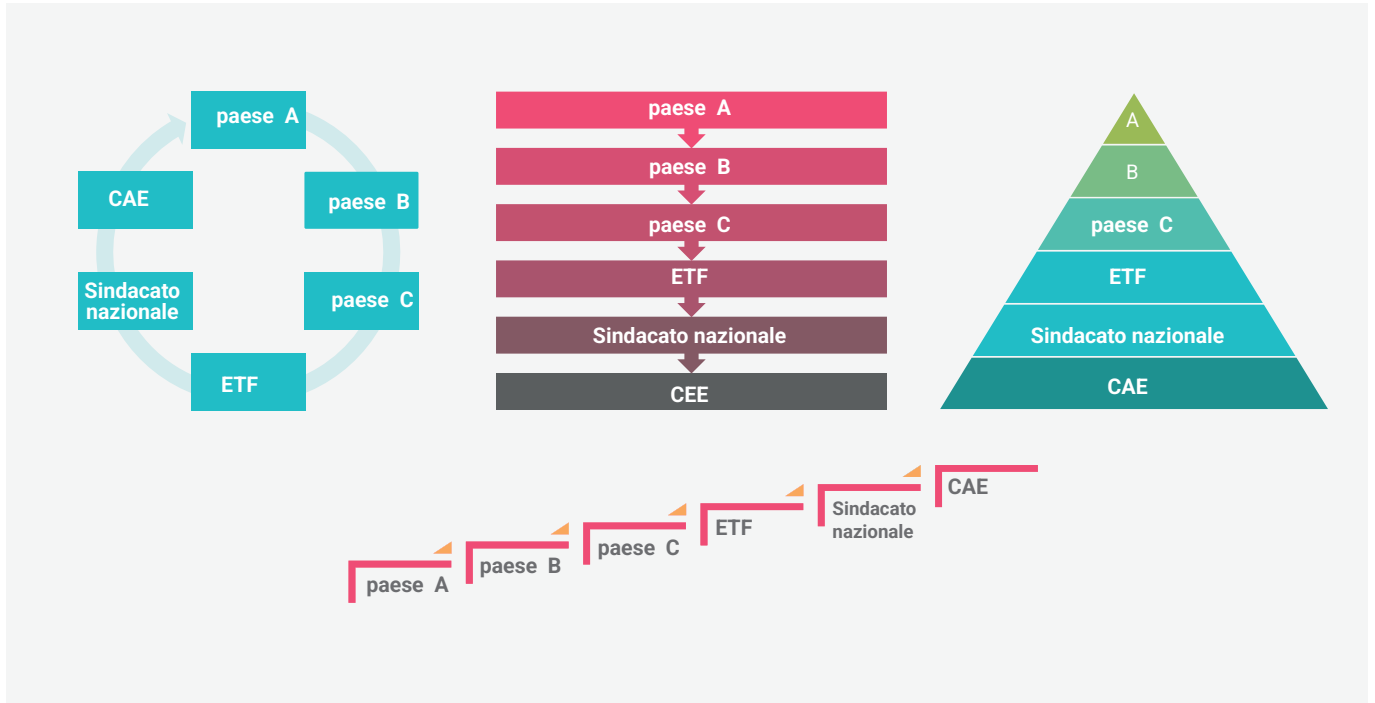 paese A
CAE
paese B
Sindacato
nazionale
paese C
ETF
paese A
paese B
paese C
ETF
Sindacato nazionale
CEE
A
B
paese C
ETF
Sindacato nazionale
CAE
paese A
paese B
paese C
ETF
Sindacato
nazionale
CAE